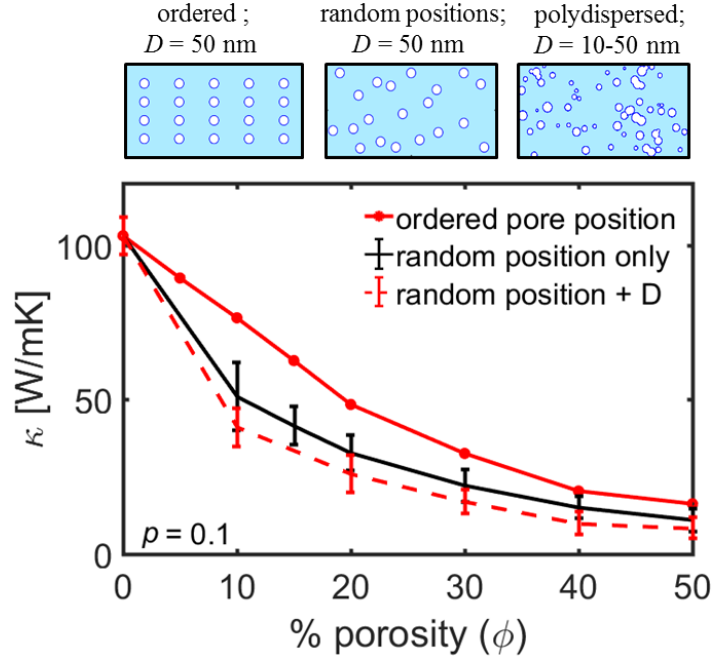 ordered ;
D = 50 nm
random positions;
D = 50 nm
polydispersed;
D = 10-50 nm
ordered pore position
random position only
random position + D
κ [W/mK]
100
50
0
p = 0.1
0 10 20 30 40 50
% porosity (ϕ)